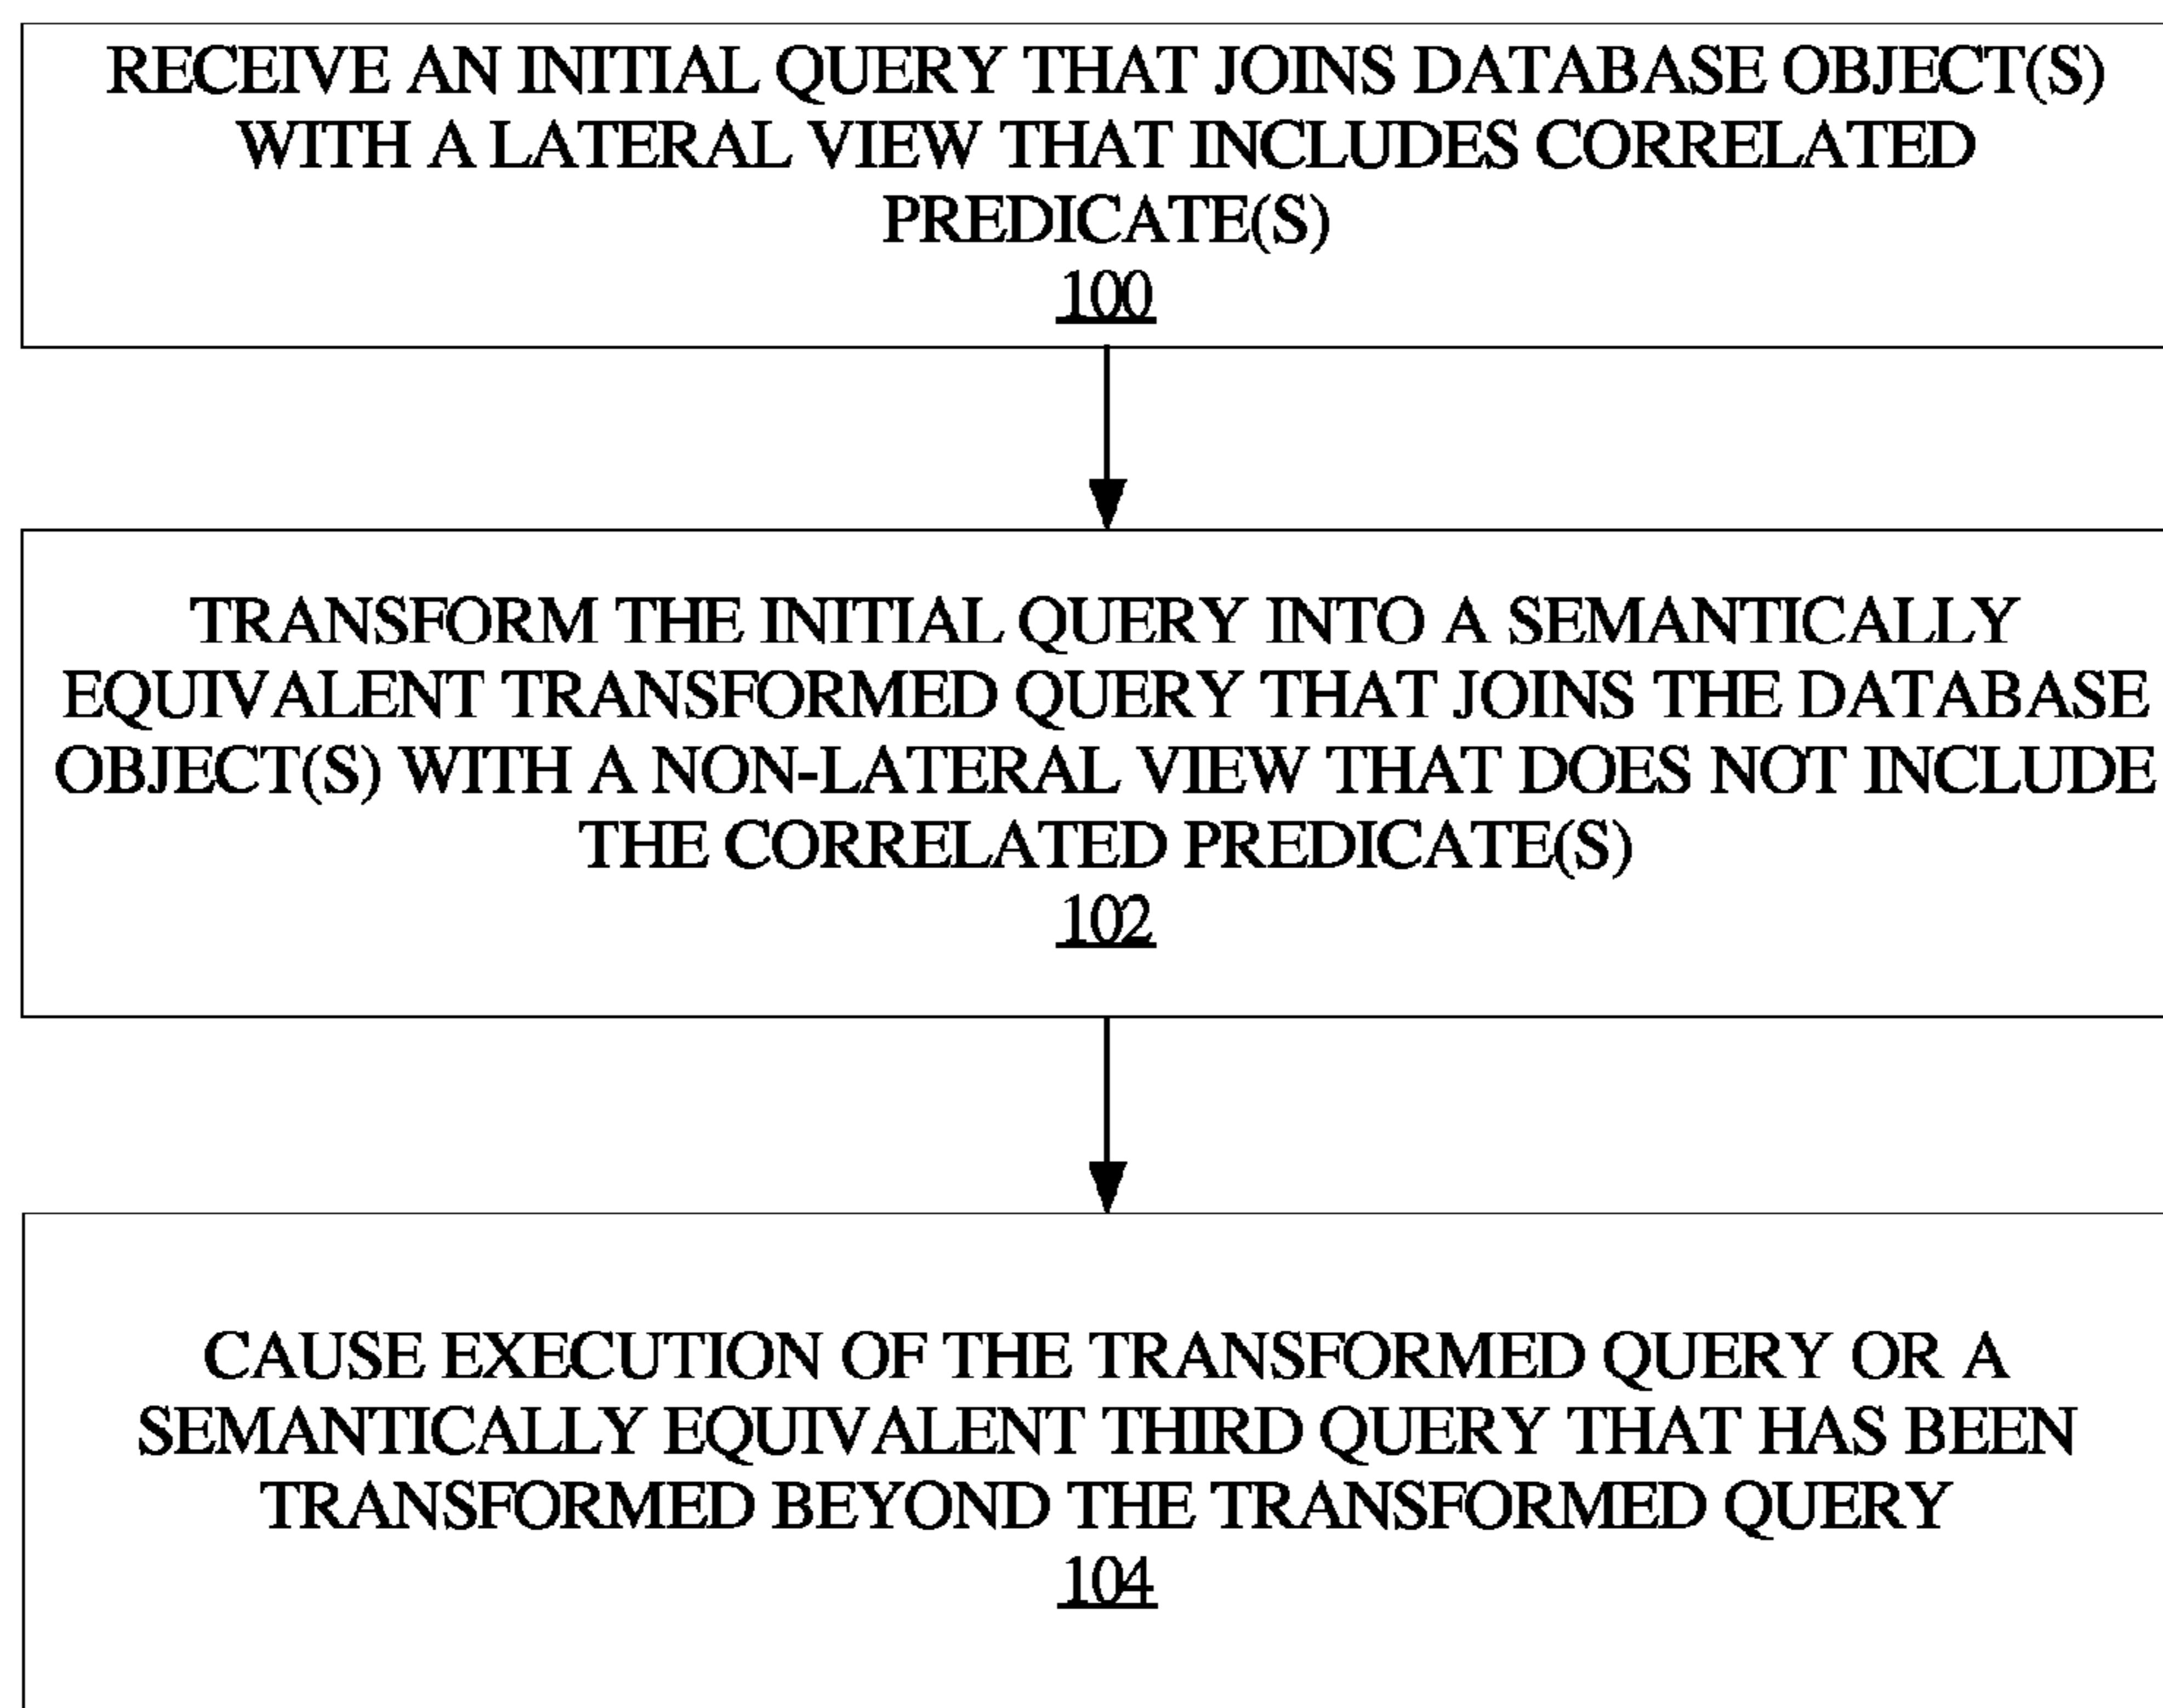 RECEIVE AN INITIAL QUERY THAT JOINS DATABASE OBJECT(S)
WITH A LATERAL VIEW THAT INCLUDES CORRELATED
PREDICATE(S)
100
TRANSFORM THE INITIAL QUERY INTO A SEMANTICALLY
EQUIVALENT TRANSFORMED QUERY THAT JOINS THE DATABASE
OBJECT(S) WITH A NON-LATERAL VIEW THAT DOES NOT INCLUDE
THE CORRELATED PREDICATE(S)
102
CAUSE EXECUTION OF THE TRANSFORMED QUERY OR A
SEMANTICALLY EQUIVALENT THIRD QUERY THAT HAS BEEN
TRANSFORMED BEYOND THE TRANSFORMED QUERY
104